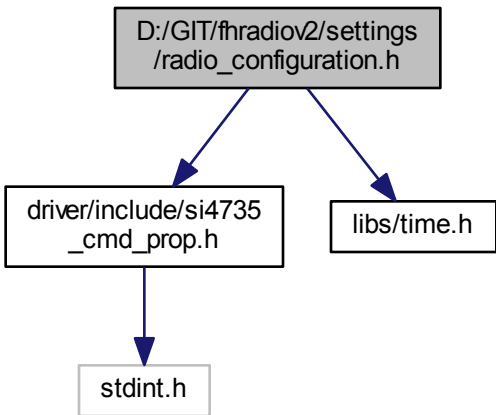 D:/GIT/fhradiov2/settings
/radio_configuration.h
driver/include/si4735
_cmd_prop.h
libs/time.h
stdint.h